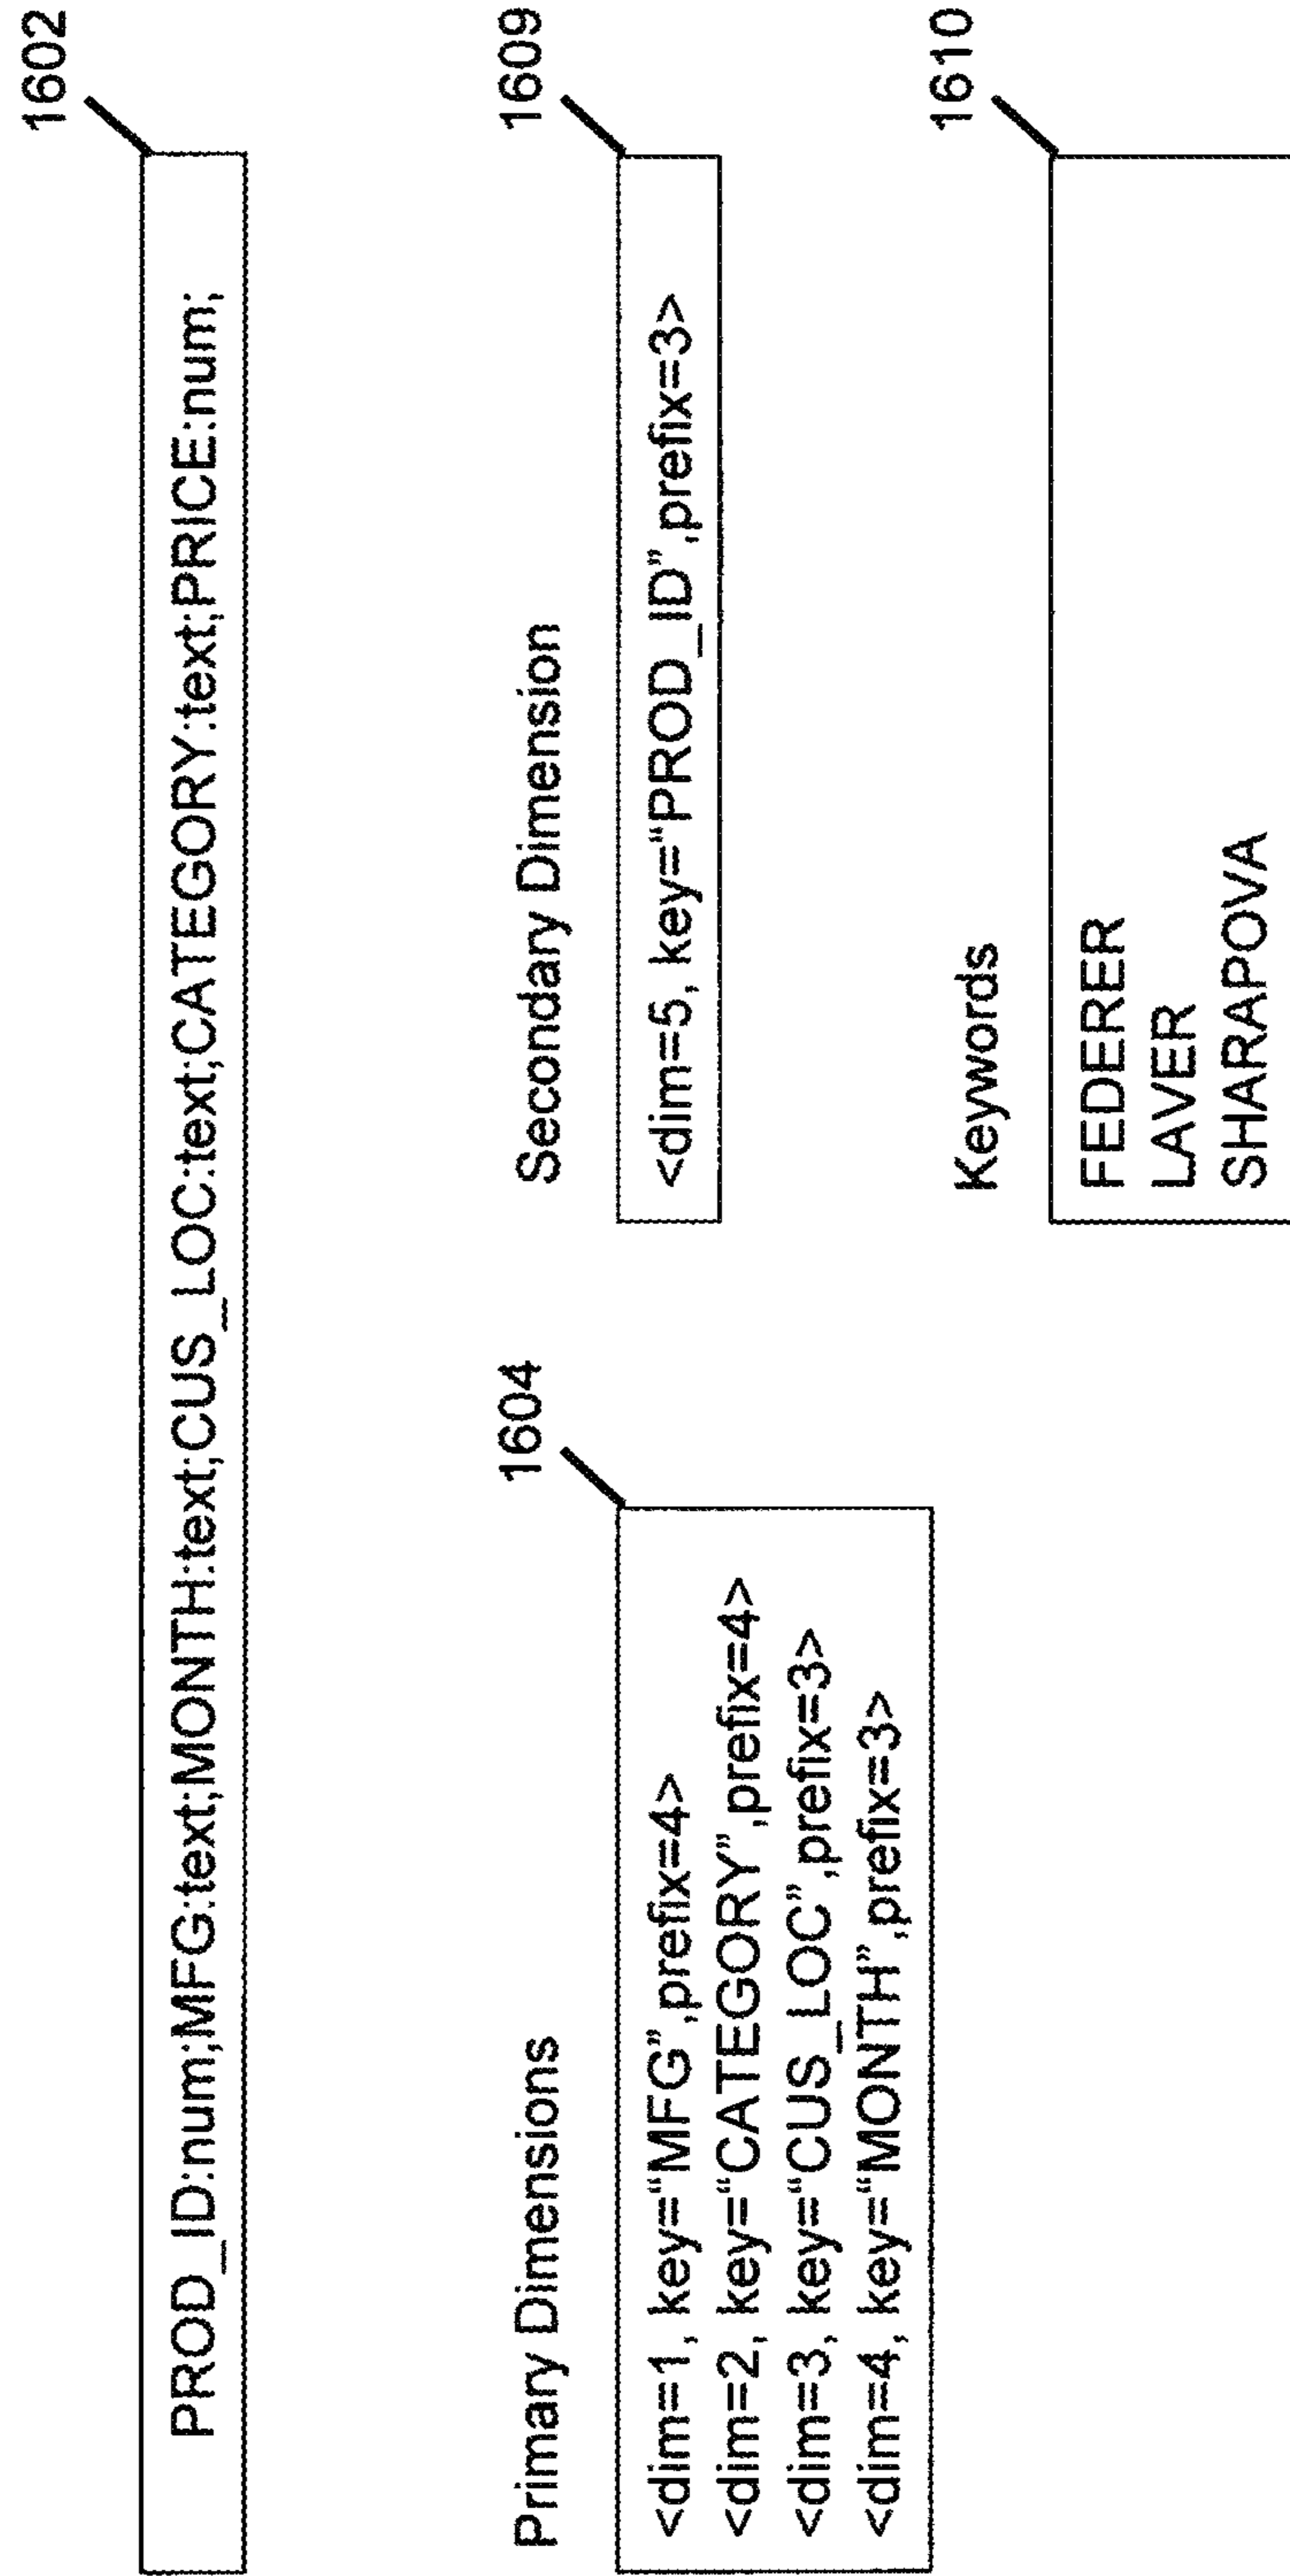 1602
PROD_ID:num;MFG:text;MONTH:text;CUS_LOC:text;CATEGORY:text;PRICE:num;
Primary Dimensions
1604
<dim=1, key=“MFG”,prefix=4>
<dim=2, key=“CATEGORY”,prefix=4>
<dim=3, key=“CUS_LOC”,prefix=3>
<dim=4, key=“MONTH”,prefix=3>
Secondary Dimension
1609
<dim=5, key=“PROD_ID”,prefix=3>
Keywords
1610
FEDERER
LAVER
SHARAPOVA